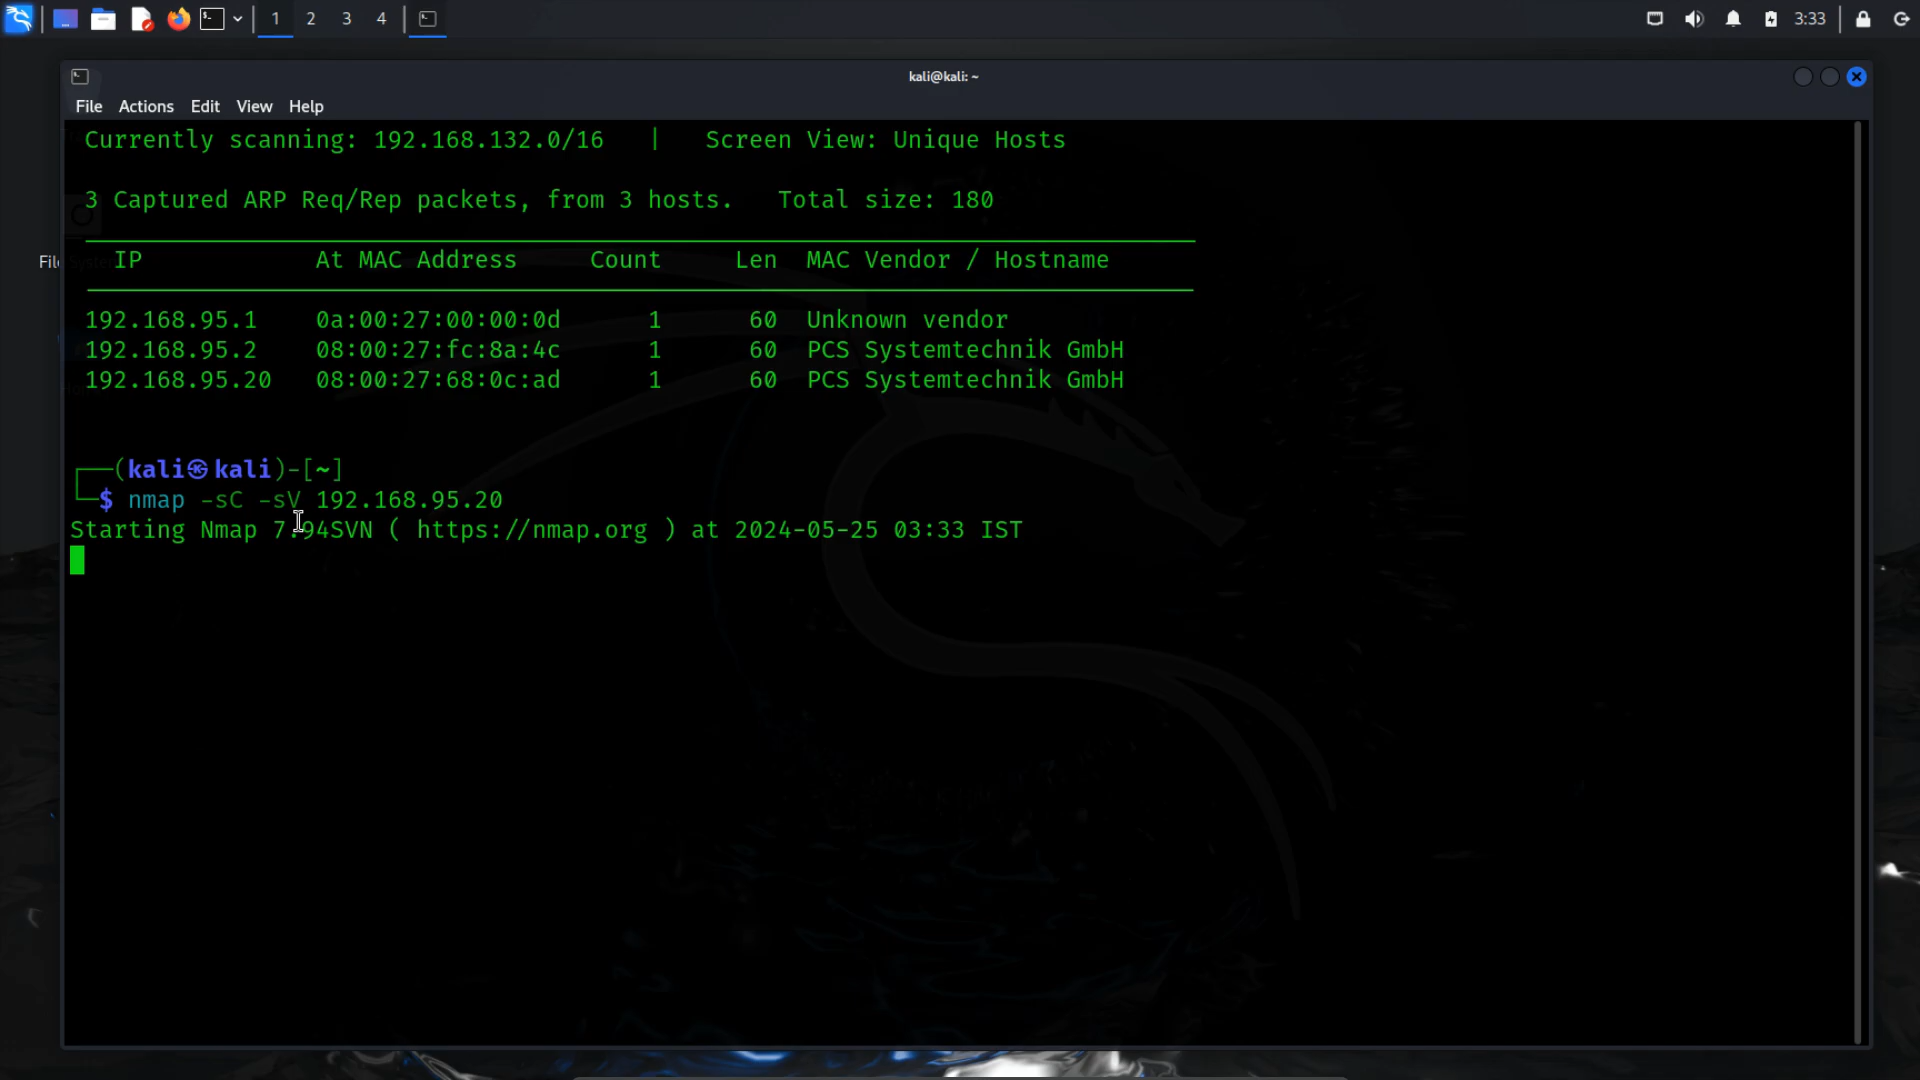 1 2 3 4 3:33
kali@kali: ~
File Actions Edit View Help
Currently scanning: 192.168.132.0/16 | Screen View: Unique Hosts
3 Captured ARP Req/Rep packets, from 3 hosts. Total size: 180
IP At MAC Address Count Len MAC Vendor / Hostname
192.168.95.1 0a:00:27:00:00:0d 1 60 Unknown vendor
192.168.95.2 08:00:27:fc:8a:4c 1 60 PCS Systemtechnik GmbH
192.168.95.20 08:00:27:68:0c:ad 1 60 PCS Systemtechnik GmbH
┌──(kali㉿kali)-[~]
└─$ nmap -sC -sV 192.168.95.20
Starting Nmap 7.94SVN ( https://nmap.org ) at 2024-05-25 03:33 IST